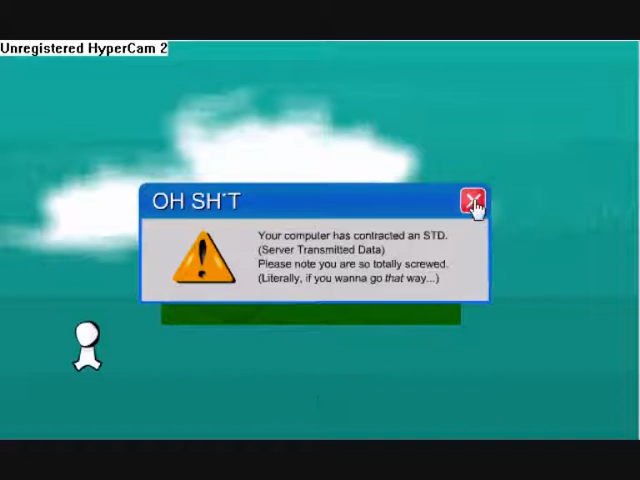 Unregistered HyperCam 2
OH SH*T
Your computer has contracted an STD.
(Server Transmitted Data)
Please note you are so totally screwed.
(Literally, if you wanna go that way...)